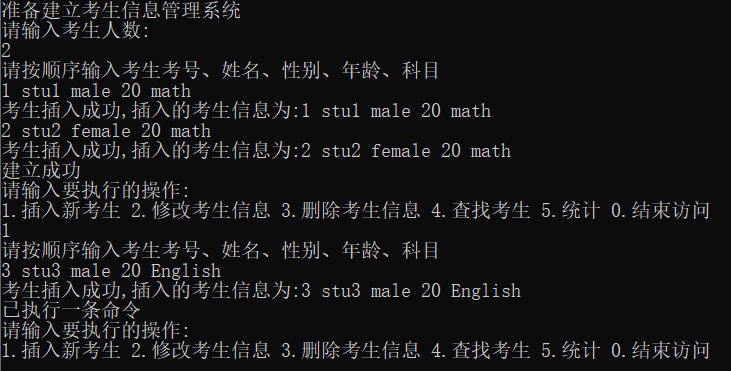 准备建立考生信息管理系统
请输入考生人数:
2
请按顺序输入考生考号、姓名、性别、年龄、科目
1 stu1 male 20 math
考生插入成功,插入的考生信息为:1 stu1 male 20 math
2 stu2 female 20 math
考生插入成功,插入的考生信息为:2 stu2 female 20 math
建立成功
请输入要执行的操作:
1.插入新考生 2.修改考生信息 3.删除考生信息 4.查找考生 5.统计 0.结束访问
1
请按顺序输入考生考号、姓名、性别、年龄、科目
3 stu3 male 20 English
考生插入成功,插入的考生信息为:3 stu3 male 20 English
已执行一条命令
请输入要执行的操作:
1.插入新考生 2.修改考生信息 3.删除考生信息 4.查找考生 5.统计 0.结束访问